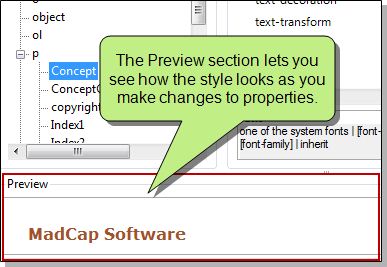 object
ol
p
Concept
copyright
Index1
text-transform
The Preview section lets you
see how the style looks as you
make changes to properties.
one of the system fonts | [font-
[font-family] | inherit
Preview
MadCap Software